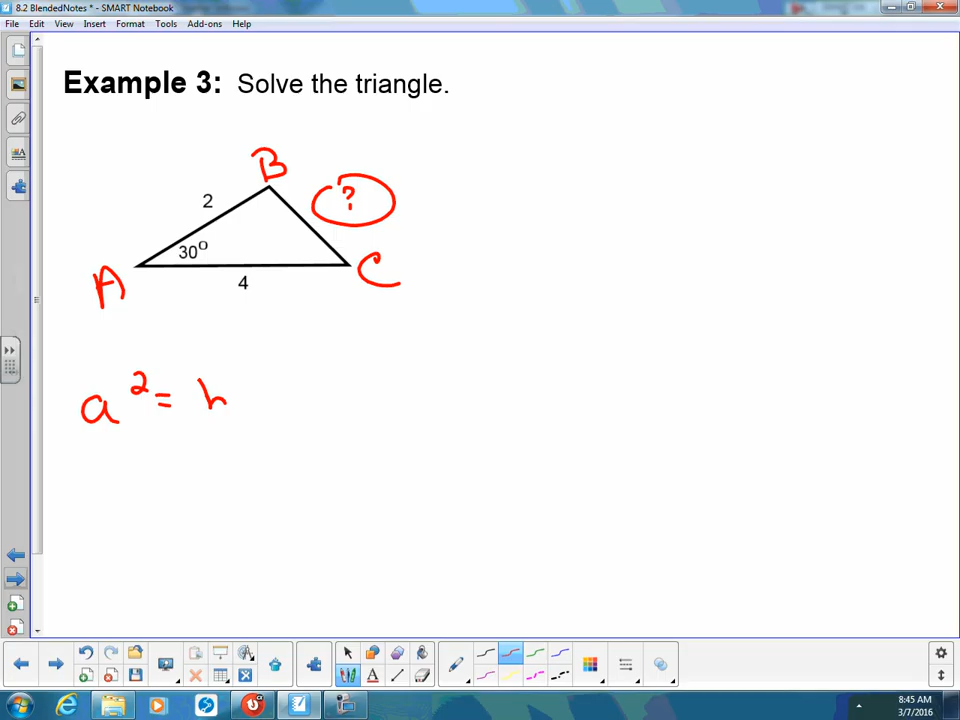 8.2 BlendedNotes * - SMART Notebook
File Edit View Insert Format Tools Add-ons Help
Example 3: Solve the triangle.
B
2
?
30°
A
C
4
a² = h
8:45 AM
3/7/2016